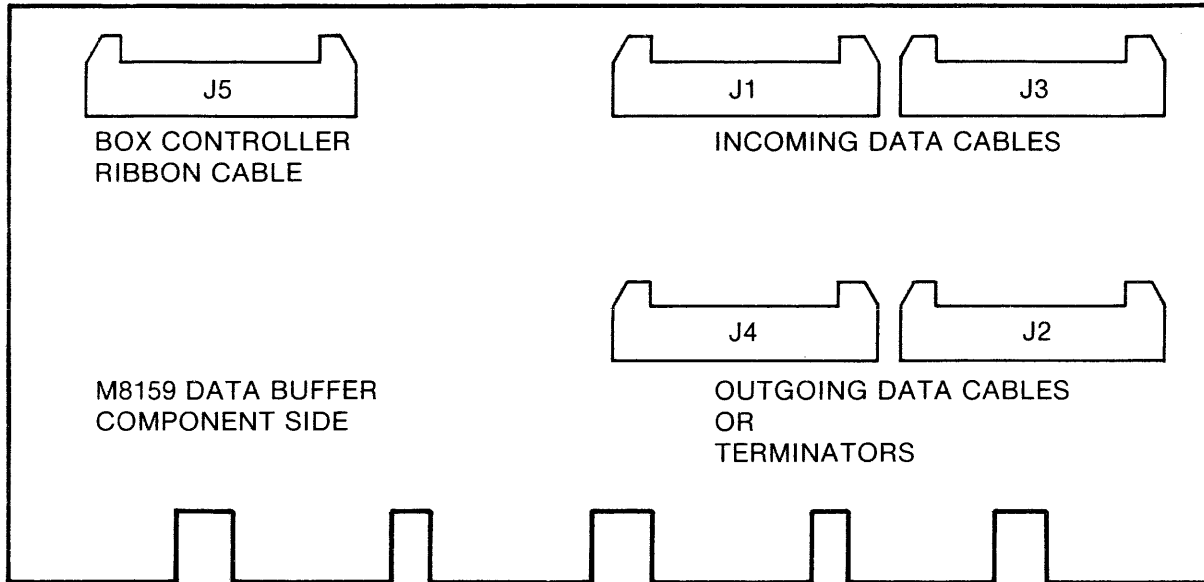 J5
BOX CONTROLLER
RIBBON CABLE
J1
J3
INCOMING DATA CABLES
J4
J2
M8159 DATA BUFFER
COMPONENT SIDE
OUTGOING DATA CABLES
OR
TERMINATORS